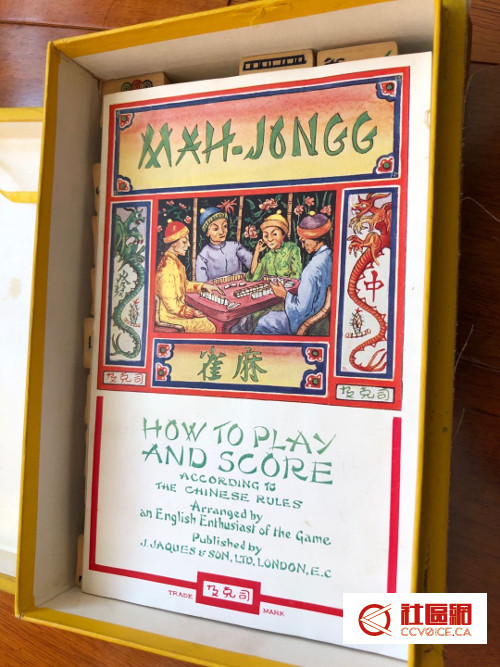 MAH-JONGG
中
雀麻
HOW TO PLAY
AND SCORE
ACCORDING TO
THE CHINESE RULES
Arranged by
an English Enthusiast of the Game
Published by
J. JAQUES & SON, LTD. LONDON, E.C
TRADE MARK
社區網
CCVOICE.CA